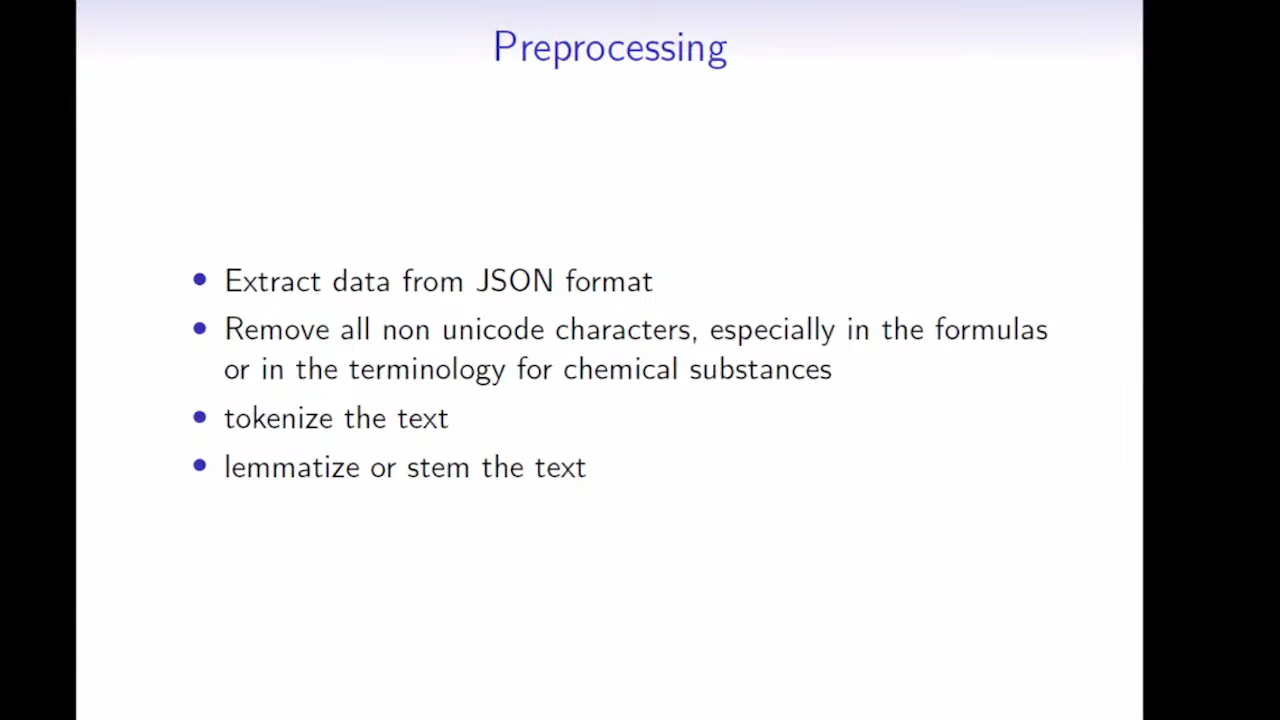 Preprocessing
• Extract data from JSON format
• Remove all non unicode characters, especially in the formulas
or in the terminology for chemical substances
• tokenize the text
• lemmatize or stem the text